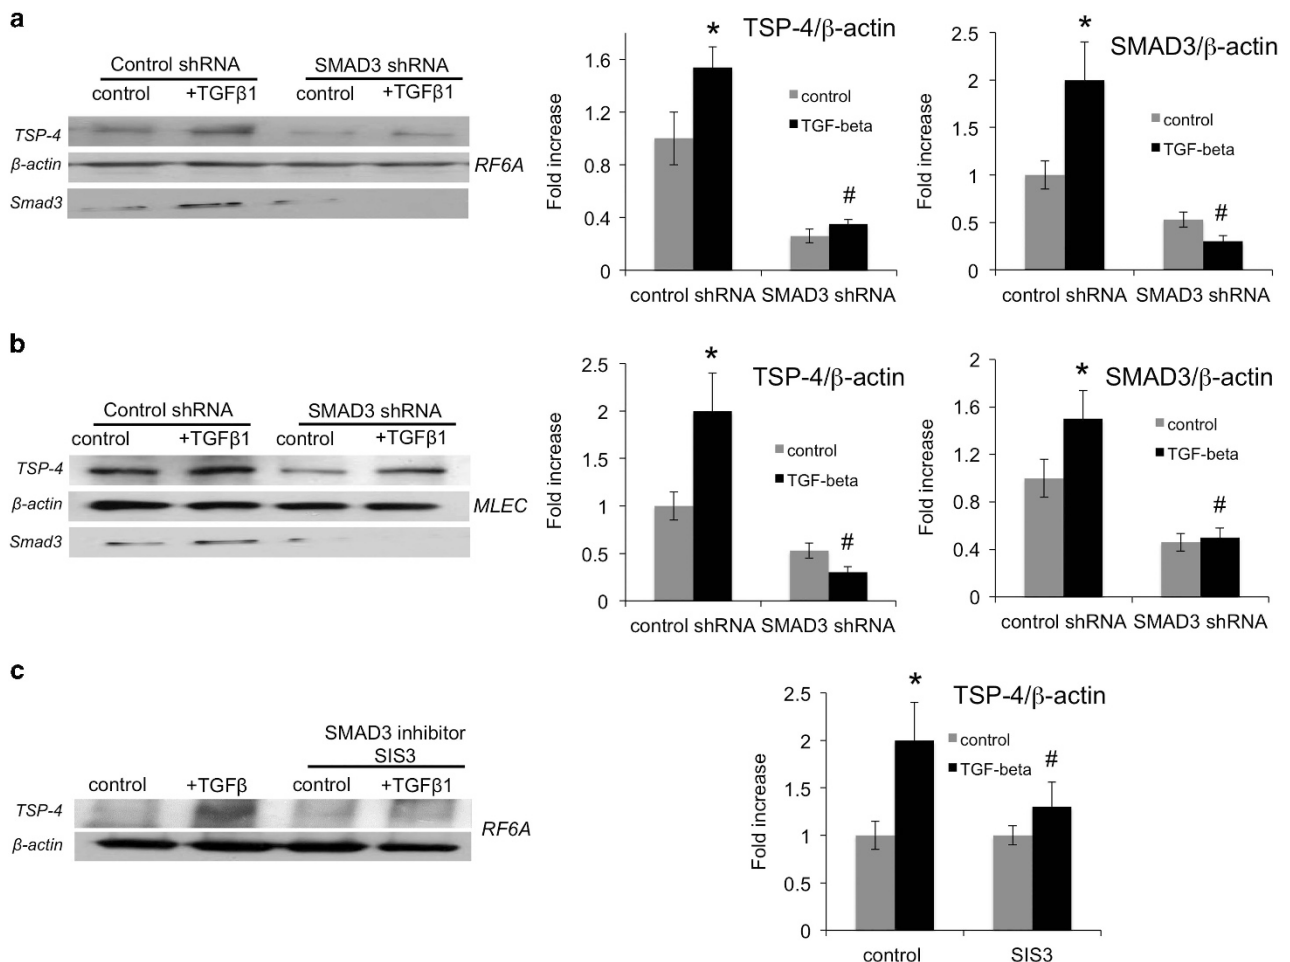 a
Control shRNA SMAD3 shRNA
control +TGFβ1 control +TGFβ1
TSP-4
β-actin
RF6A
Smad3
TSP-4/β-actin
*
1.6
1.2
0.8
0.4
0
Fold increase
control
TGF-beta
#
control shRNA SMAD3 shRNA
SMAD3/β-actin
*
2.5
2
1.5
1
0.5
0
Fold increase
control
TGF-beta
#
control shRNA SMAD3 shRNA
b
Control shRNA SMAD3 shRNA
control +TGFβ1 control +TGFβ1
TSP-4
β-actin
MLEC
Smad3
TSP-4/β-actin
*
2.5
2
1.5
1
0.5
0
Fold increase
control
TGF-beta
#
control shRNA SMAD3 shRNA
SMAD3/β-actin
*
2
1.6
1.2
0.8
0.4
0
Fold increase
control
TGF-beta
#
control shRNA SMAD3 shRNA
c
SMAD3 inhibitor
SIS3
control +TGFβ control +TGFβ1
TSP-4
RF6A
β-actin
TSP-4/β-actin
*
2.5
2
1.5
1
0.5
0
Fold increase
control
TGF-beta
#
control SIS3